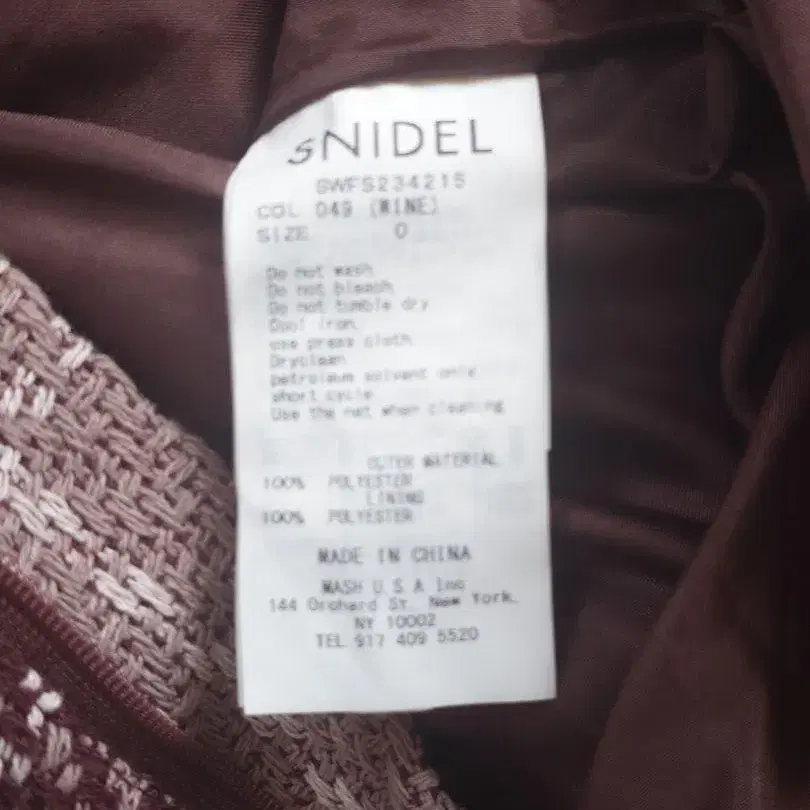 sNIDEL
SWFS234215
COL 049 (WINE)
SIZE 0
Do not wash
Do not bleach
Do not tumble dry
Cool iron.
use press cloth
Dryclean
petroleum solvent only
short cycle
Use the net when cleaning
OUTER MATERIAL
100% POLYESTER
LINING
100% POLYESTER
MADE IN CHINA
MASH U.S.A Inc
144 Orchard St. New York,
NY 10002
TEL 917 409 5520